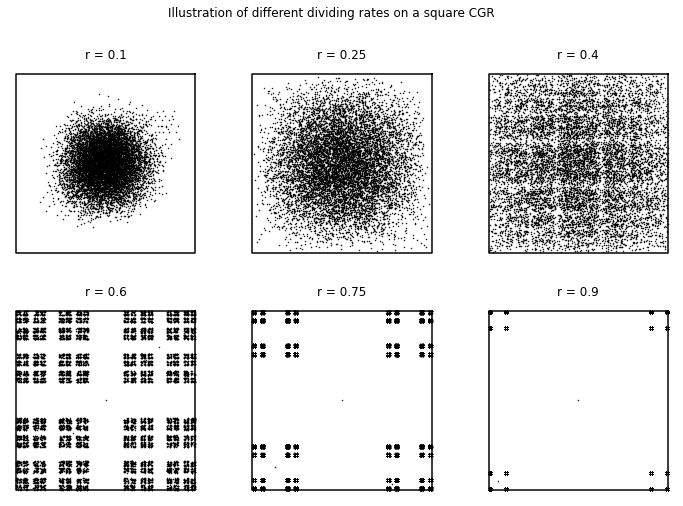 Illustration of different dividing rates on a square CGR
r = 0.1
r = 0.25
r = 0.4
r = 0.6
r = 0.75
r = 0.9